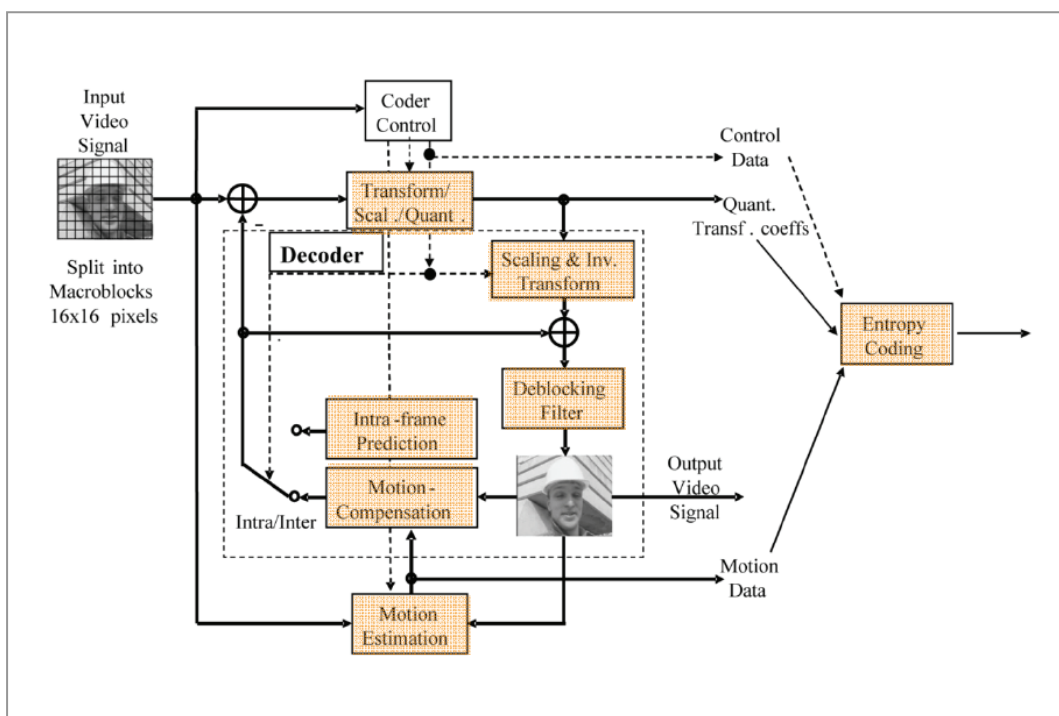 Input
Video
Signal
Split into
Macroblocks
16x16 pixels
Coder
Control
Control
Data
Transform/
Scal ./Quant .
Quant.
Transf . coeffs
-
Decoder
Scaling & Inv.
Transform
Entropy
Coding
Deblocking
Filter
Intra -frame
Prediction
Motion -
Compensation
Intra/Inter
Output
Video
Signal
Motion
Data
Motion
Estimation